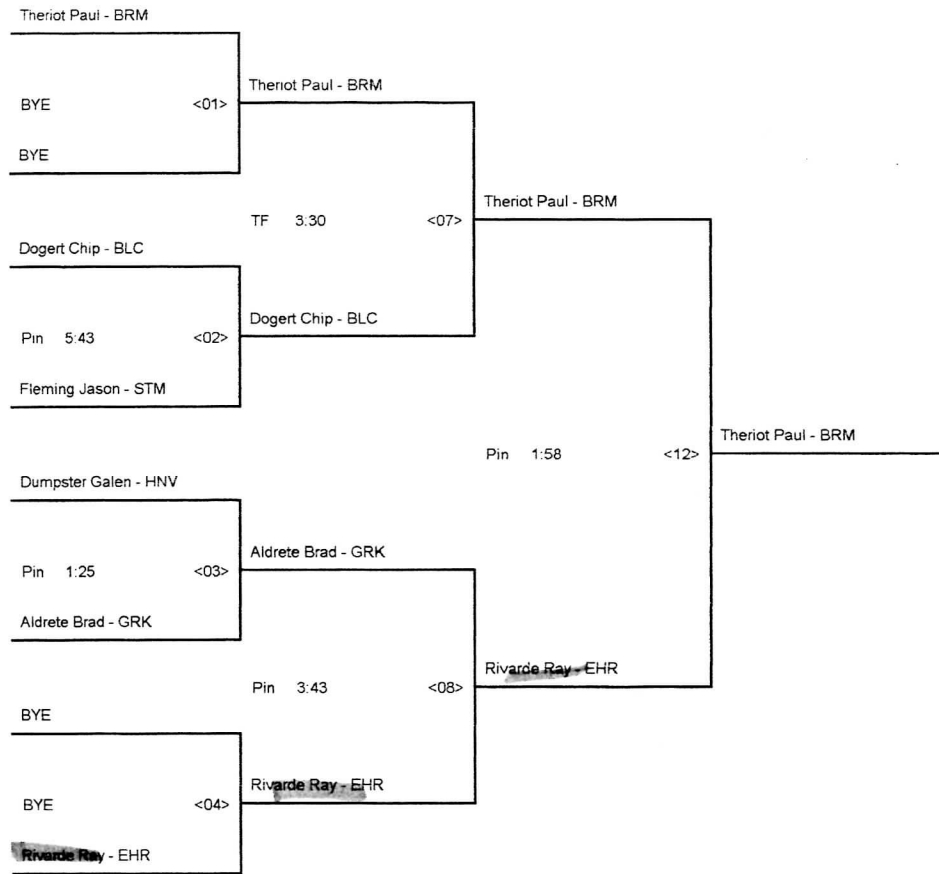 Theriot Paul - BRM
Theriot Paul - BRM
BYE <01>
BYE
Theriot Paul - BRM
TF 3:30 <07>
Dogert Chip - BLC
Dogert Chip - BLC
Pin 5:43 <02>
Fleming Jason - STM
Theriot Paul - BRM
Pin 1:58 <12>
Dumpster Galen - HNV
Aldrete Brad - GRK
Pin 1:25 <03>
Aldrete Brad - GRK
Rivarde Ray - EHR
Pin 3:43 <08>
BYE
Rivarde Ray - EHR
BYE <04>
Rivarde Ray - EHR